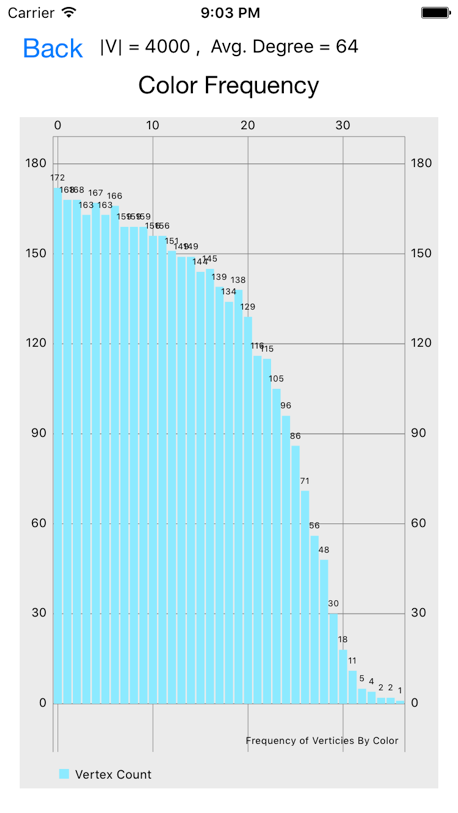 Carrier 9:03 PM
Back |V| = 4000 , Avg. Degree = 64
Color Frequency
0 10 20 30
180 180
172
168 168 163 167 163 166
159 159 159 156 156 151 149 149 144 145 139 134 138 129
150 150
120 120
116 115 105 96 86 71 56 48 30 18 11 5 4 2 2 1
90 90
60 60
30 30
0 0
Frequency of Verticies By Color
Vertex Count